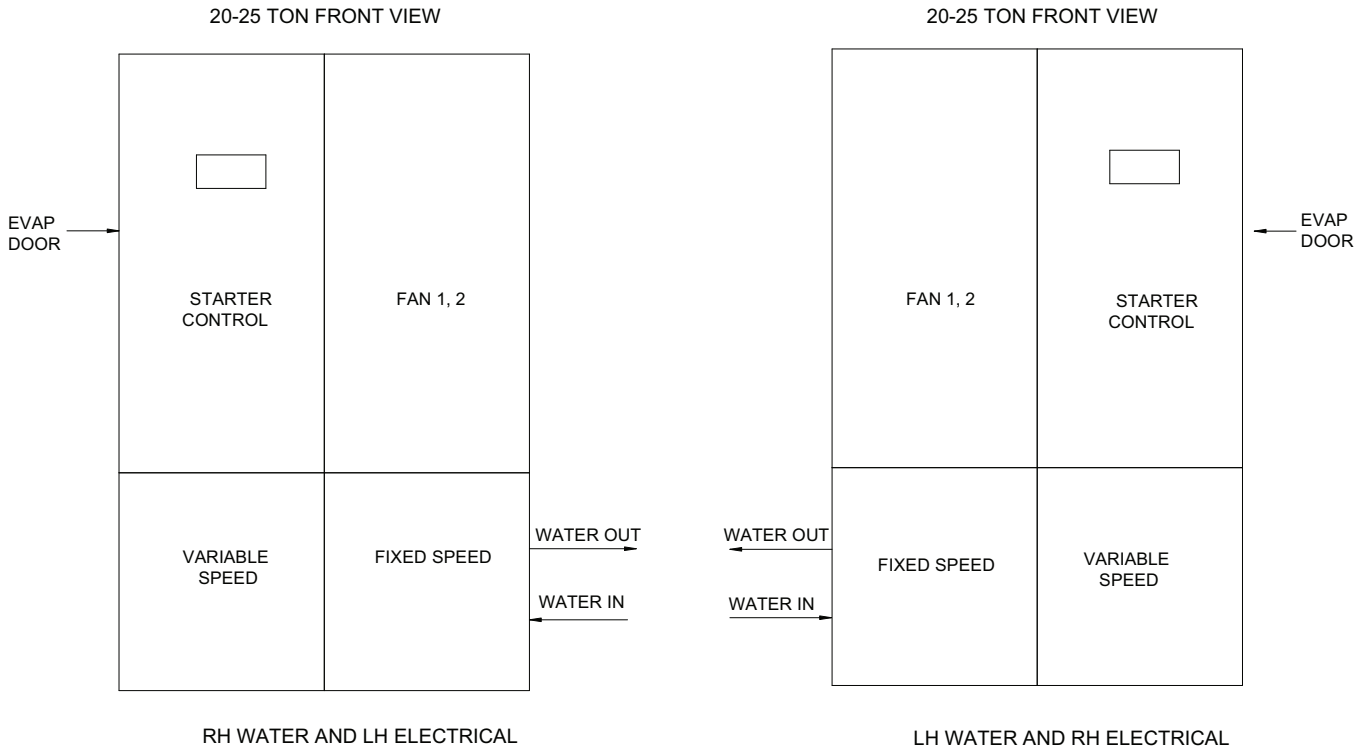 20-25 TON FRONT VIEW
EVAP
DOOR
STARTER
CONTROL
FAN 1, 2
VARIABLE
SPEED
FIXED SPEED
WATER OUT
WATER IN
RH WATER AND LH ELECTRICAL
20-25 TON FRONT VIEW
FAN 1, 2
STARTER
CONTROL
EVAP
DOOR
WATER OUT
WATER IN
FIXED SPEED
VARIABLE
SPEED
LH WATER AND RH ELECTRICAL